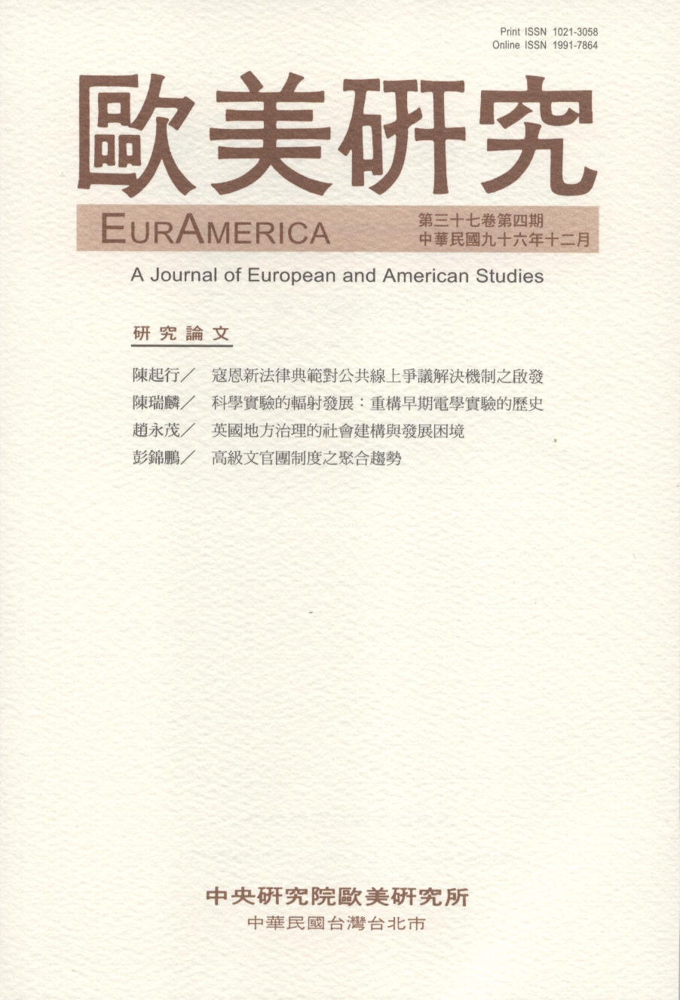 Print ISSN 1021-3058
Online ISSN 1991-7864
歐美研究
EURAMERICA
第三十七卷第四期
中華民國九十六年十二月
A Journal of European and American Studies
研究論文
陳起行／ 寇恩新法律典範對公共線上爭議解決機制之啟發
陳瑞麟／ 科學實驗的輻射發展：重構早期電學實驗的歷史
趙永茂／ 英國地方治理的社會建構與發展困境
彭錦鵬／ 高級文官團制度之聚合趨勢
中央研究院歐美研究所
中華民國台灣台北市